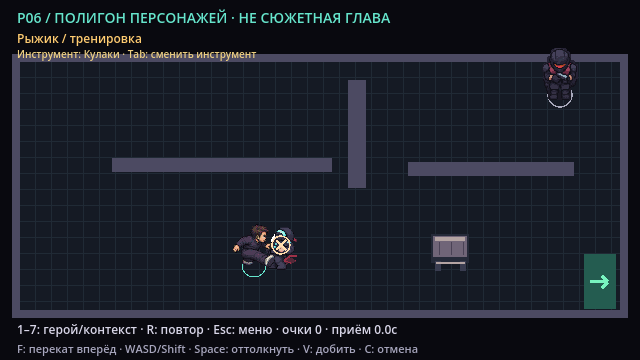 P06 / ПОЛИГОН ПЕРСОНАЖЕЙ · НЕ СЮЖЕТНАЯ ГЛАВА
Рыжик / тренировка
Инструмент: Кулаки · Tab: сменить инструмент
1–7: герой/контекст · R: повтор · Esc: меню · очки 0 · приём 0.0с
F: перекат вперёд · WASD/Shift · Space: оттолкнуть · V: добить · C: отмена